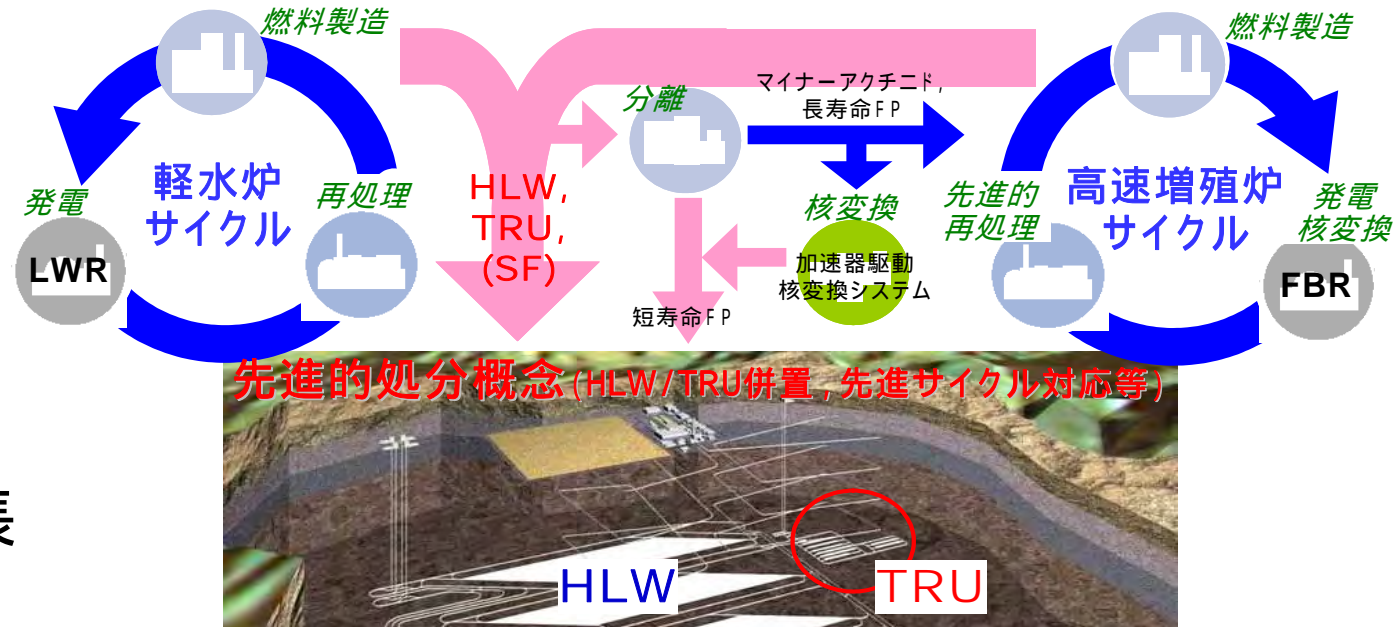 燃料製造
軽水炉
サイクル
発電
LWR
再処理
HLW,
TRU,
(SF)
分離
マイナーアクチニド,
長寿命FP
核変換
加速器駆動
核変換システム
短寿命FP
燃料製造
先進的
再処理
高速増殖炉
サイクル
発電
核変換
FBR
先進的処分概念(HLW/TRU併置,先進サイクル対応等)
長
HLW
TRU